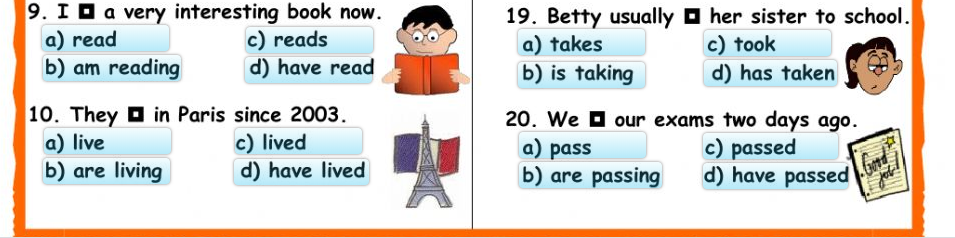 9. I ◘ a very interesting book now.
a) read c) reads
b) am reading d) have read
10. They ◘ in Paris since 2003.
a) live c) lived
b) are living d) have lived
19. Betty usually ◘ her sister to school.
a) takes c) took
b) is taking d) has taken
20. We ◘ our exams two days ago.
a) pass c) passed
b) are passing d) have passed
Good
job!